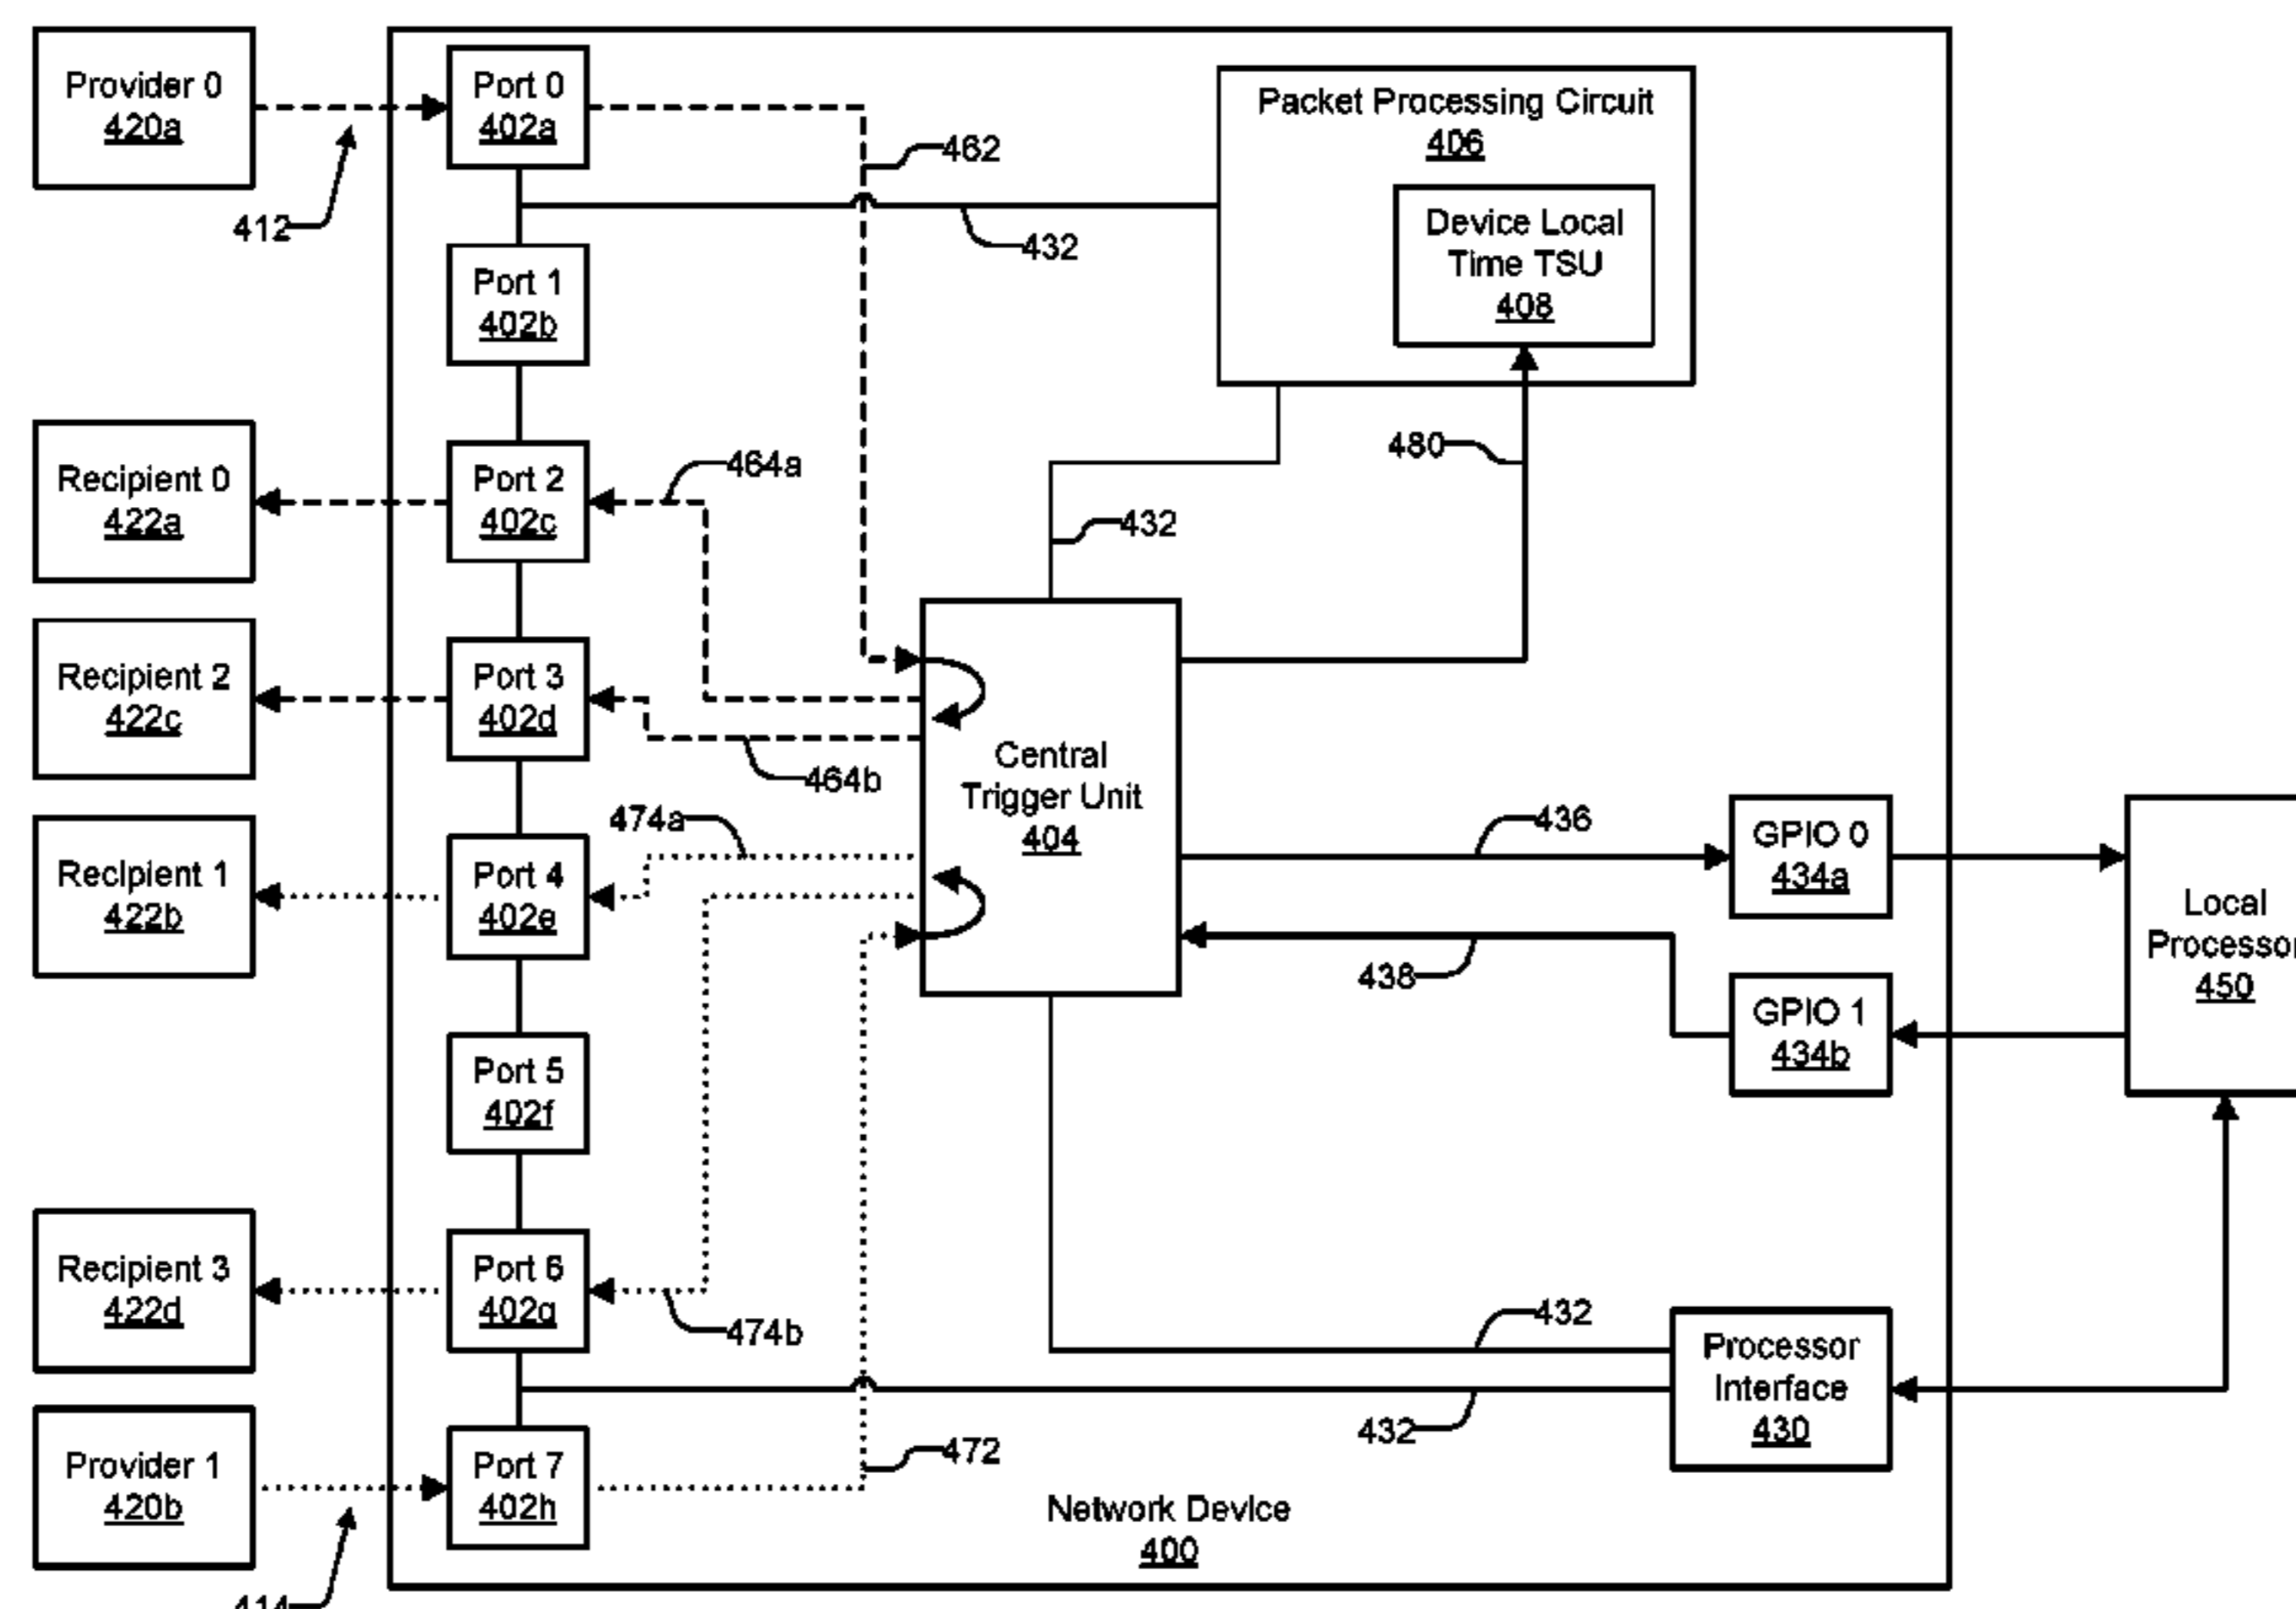 Provider 0
420a
Port 0
402a
462
Packet Processing Circuit
406
412
432
Device Local
Time TSU
408
Port 1
402b
Recipient 0
422a
Port 2
402c
464a
480
432
Recipient 2
422c
Port 3
402d
464b
Central
Trigger Unit
404
474a
436
GPIO 0
434a
Recipient 1
422b
Port 4
402e
438
Local
Processor
450
GPIO 1
434b
Port 5
402f
Recipient 3
422d
Port 6
402g
474b
432
Processor
Interface
430
432
Provider 1
420b
Port 7
402h
472
Network Device
400
414